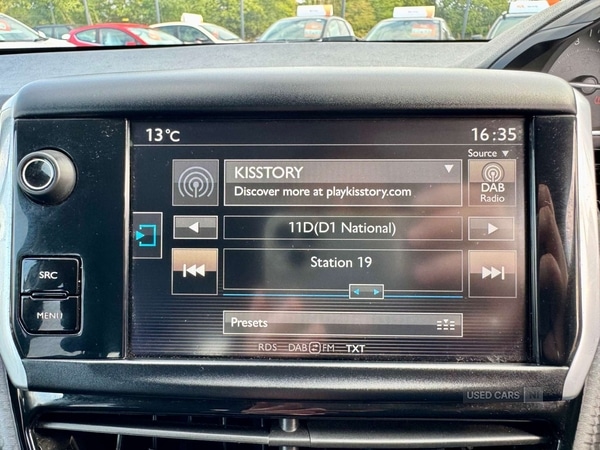 13°C
16:35
Source
KISSTORY
Discover more at playkisstory.com
DAB
Radio
11D(D1 National)
Station 19
SRC
MENU
Presets
RDS DAB FM TXT
USED CARS NI